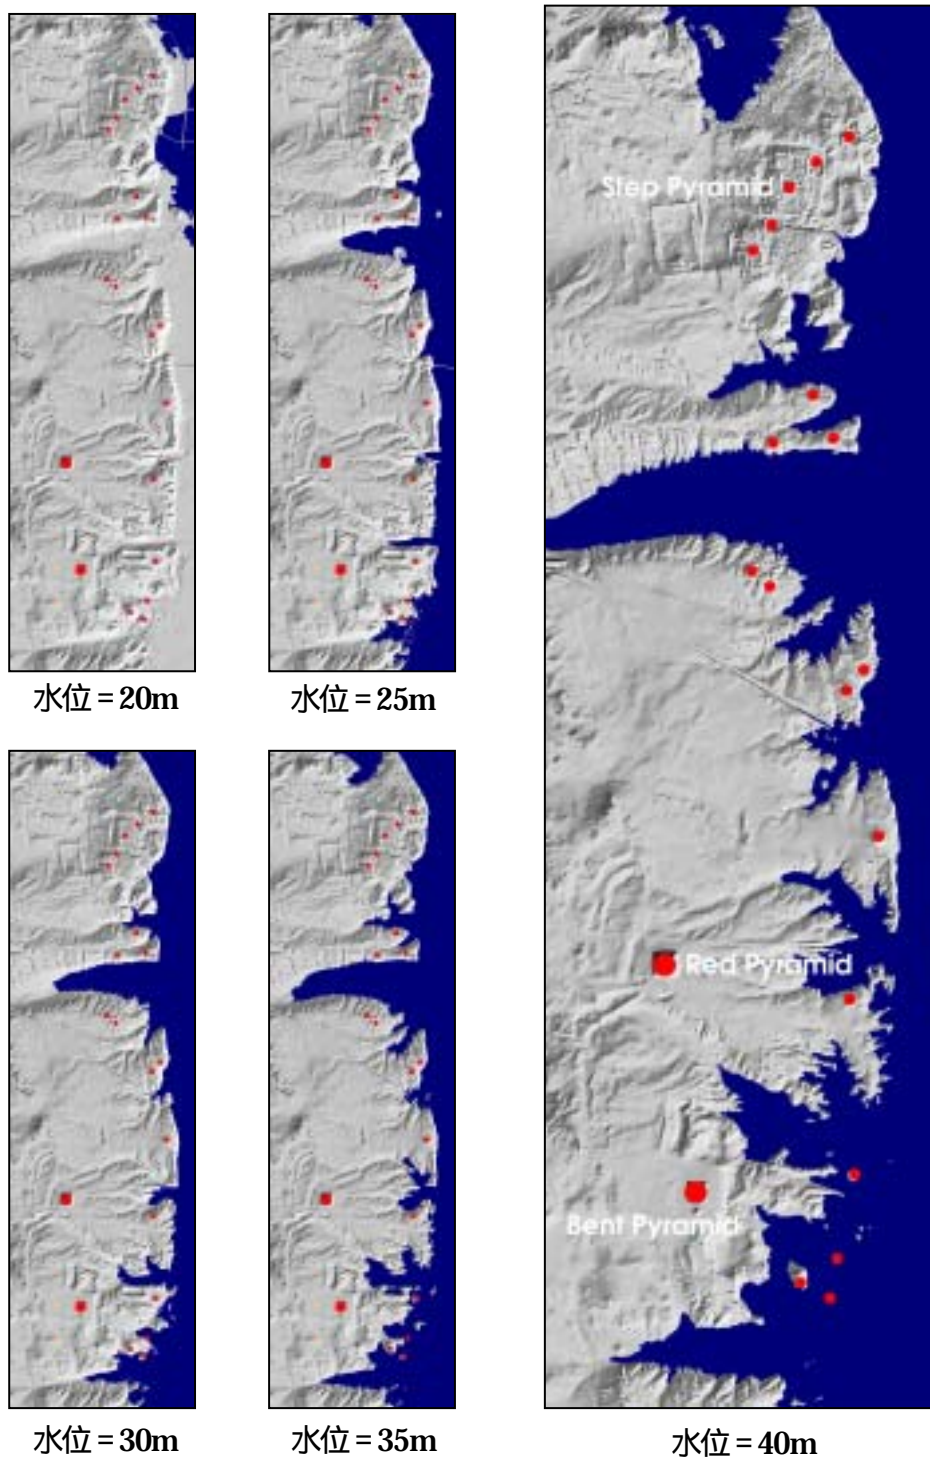 Step Pyramid
水位 = 20m
水位 = 25m
Red Pyramid
Bent Pyramid
水位 = 30m
水位 = 35m
水位 = 40m